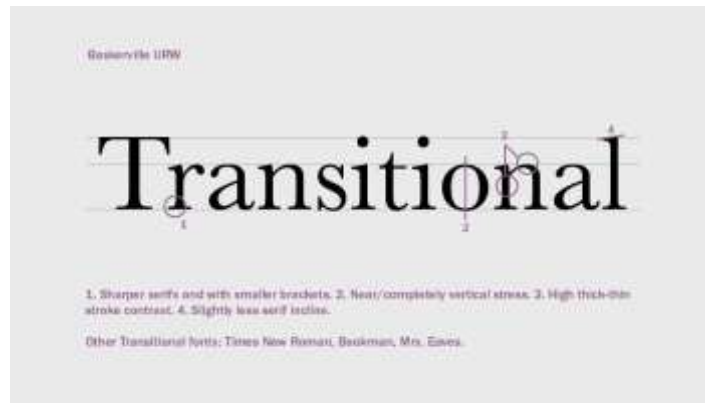 Baskerville URW
4
3
Transitional
1
2
1. Sharper serifs and with smaller brackets. 2. Near/completely vertical stress. 3. High thick-thin
stroke contrast. 4. Slightly less serif incline.
Other Transitional fonts: Times New Roman, Bookman, Mrs. Eaves.